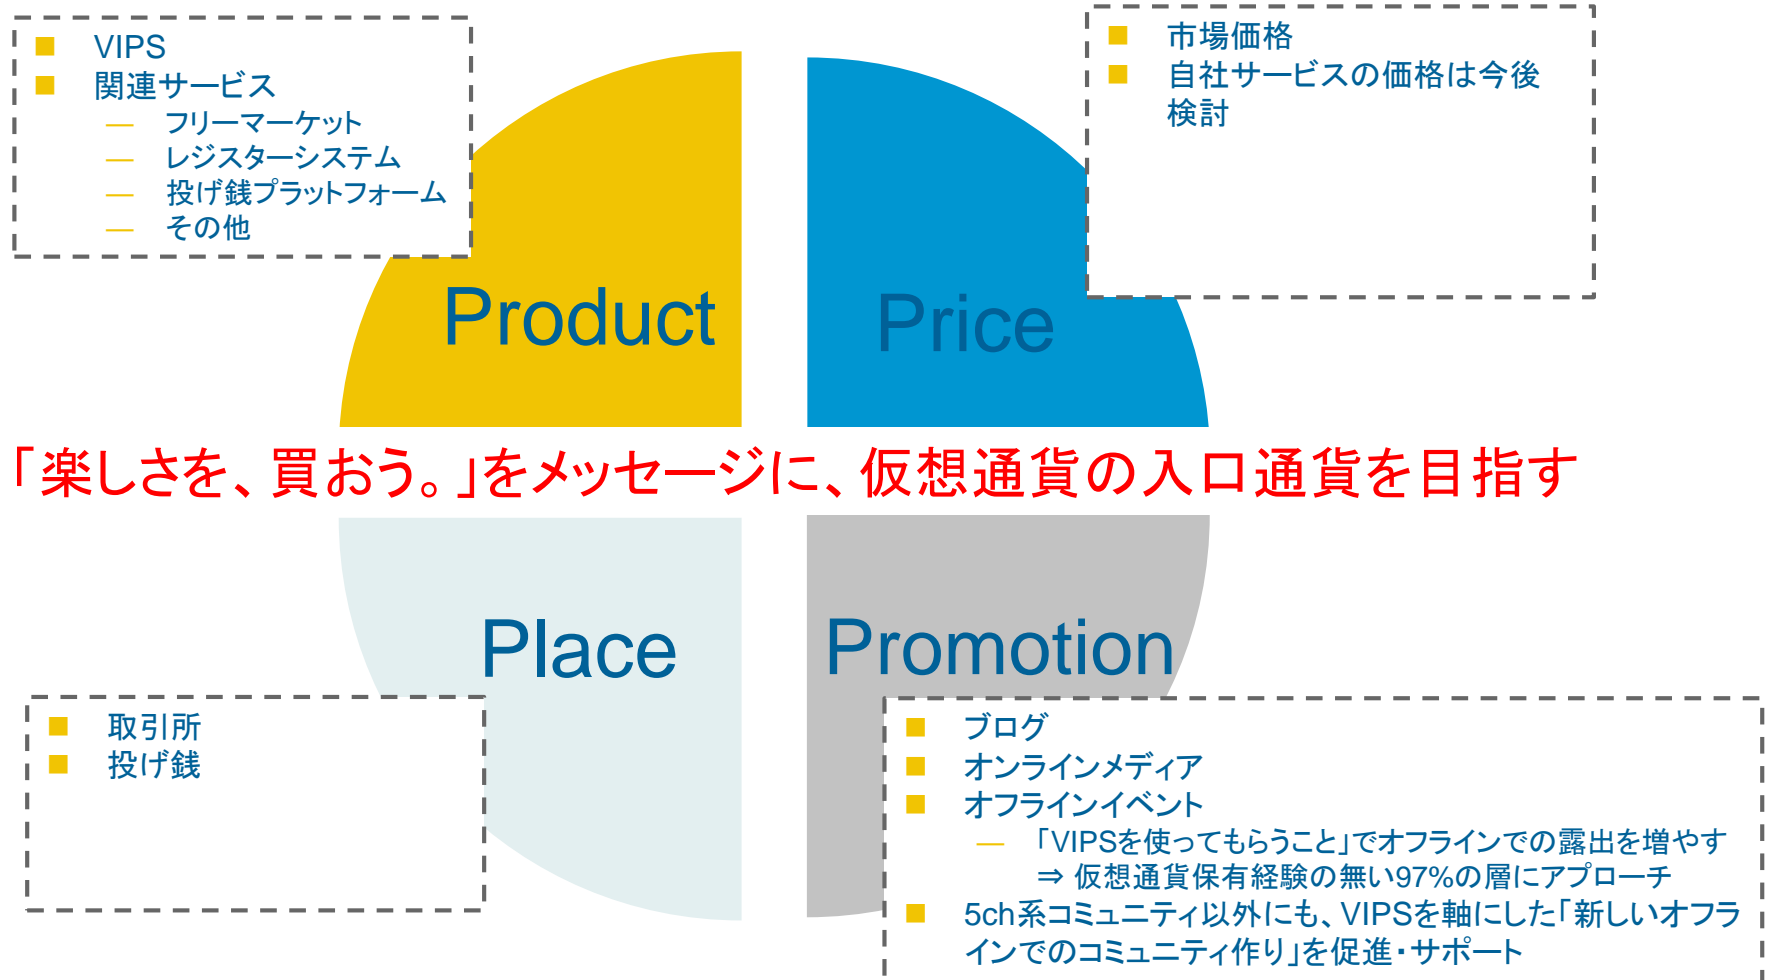 VIPS
関連サービス
― フリーマーケット
― レジスターシステム
― 投げ銭プラットフォーム
― その他
Product
市場価格
自社サービスの価格は今後
検討
Price
「楽しさを、買おう。」をメッセージに、仮想通貨の入口通貨を目指す
Place
取引所
投げ銭
Promotion
ブログ
オンラインメディア
オフラインイベント
― 「VIPSを使ってもらうこと」でオフラインでの露出を増やす
⇒ 仮想通貨保有経験の無い97%の層にアプローチ
5ch系コミュニティ以外にも、VIPSを軸にした「新しいオフラ
インでのコミュニティ作り」を促進・サポート